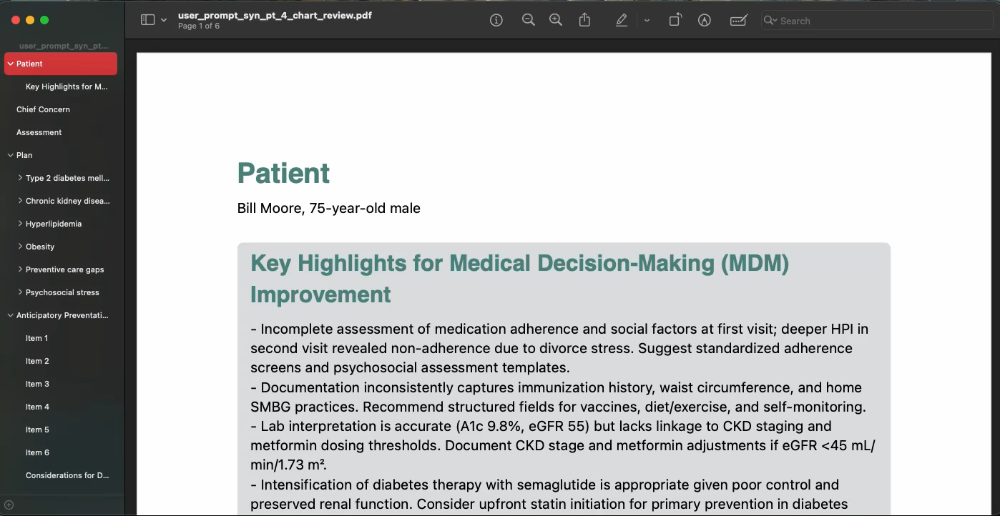 user_prompt_syn_pt_4_chart_review.pdf
Page 1 of 6
Search
user_prompt_syn_pt...
Patient
Key Highlights for M...
Chief Concern
Assessment
Plan
Type 2 diabetes mell...
Chronic kidney disea...
Hyperlipidemia
Obesity
Preventive care gaps
Psychosocial stress
Anticipatory Preventati...
Item 1
Item 2
Item 3
Item 4
Item 5
Item 6
Considerations for D...
Patient
Bill Moore, 75-year-old male
Key Highlights for Medical Decision-Making (MDM)
Improvement
- Incomplete assessment of medication adherence and social factors at first visit; deeper HPI in
second visit revealed non-adherence due to divorce stress. Suggest standardized adherence
screens and psychosocial assessment templates.
- Documentation inconsistently captures immunization history, waist circumference, and home
SMBG practices. Recommend structured fields for vaccines, diet/exercise, and self-monitoring.
- Lab interpretation is accurate (A1c 9.8%, eGFR 55) but lacks linkage to CKD staging and
metformin dosing thresholds. Document CKD stage and metformin adjustments if eGFR <45 mL/
min/1.73 m².
- Intensification of diabetes therapy with semaglutide is appropriate given poor control and
preserved renal function. Consider upfront statin initiation for primary prevention in diabetes